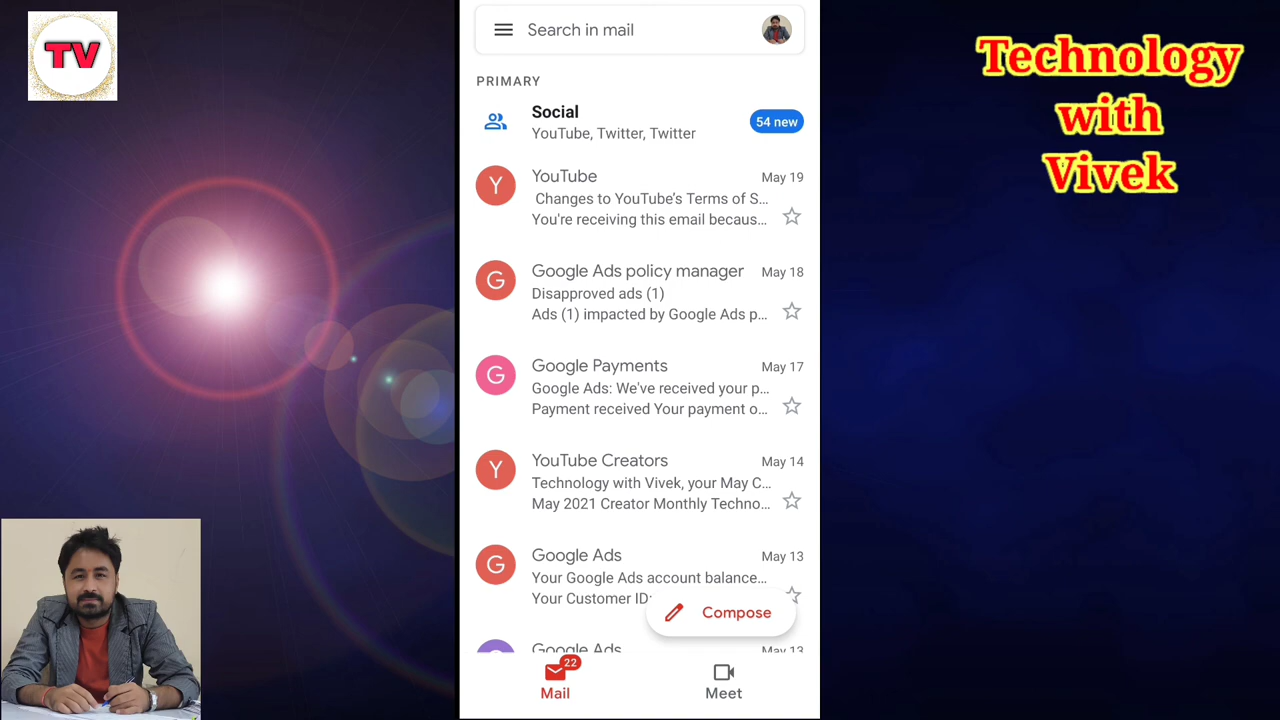 TV
Technology
with
Vivek
Search in mail
PRIMARY
Social
54 new
YouTube, Twitter, Twitter
Y
YouTube
May 19
Changes to YouTube's Terms of S...
You're receiving this email becaus...
G
Google Ads policy manager
May 18
Disapproved ads (1)
Ads (1) impacted by Google Ads p...
G
Google Payments
May 17
Google Ads: We've received your p...
Payment received Your payment o...
Y
YouTube Creators
May 14
Technology with Vivek, your May C...
May 2021 Creator Monthly Techno...
G
Google Ads
May 13
Your Google Ads account balance...
Your Customer ID:
Compose
Google Ads
May 13
22
Mail
Meet